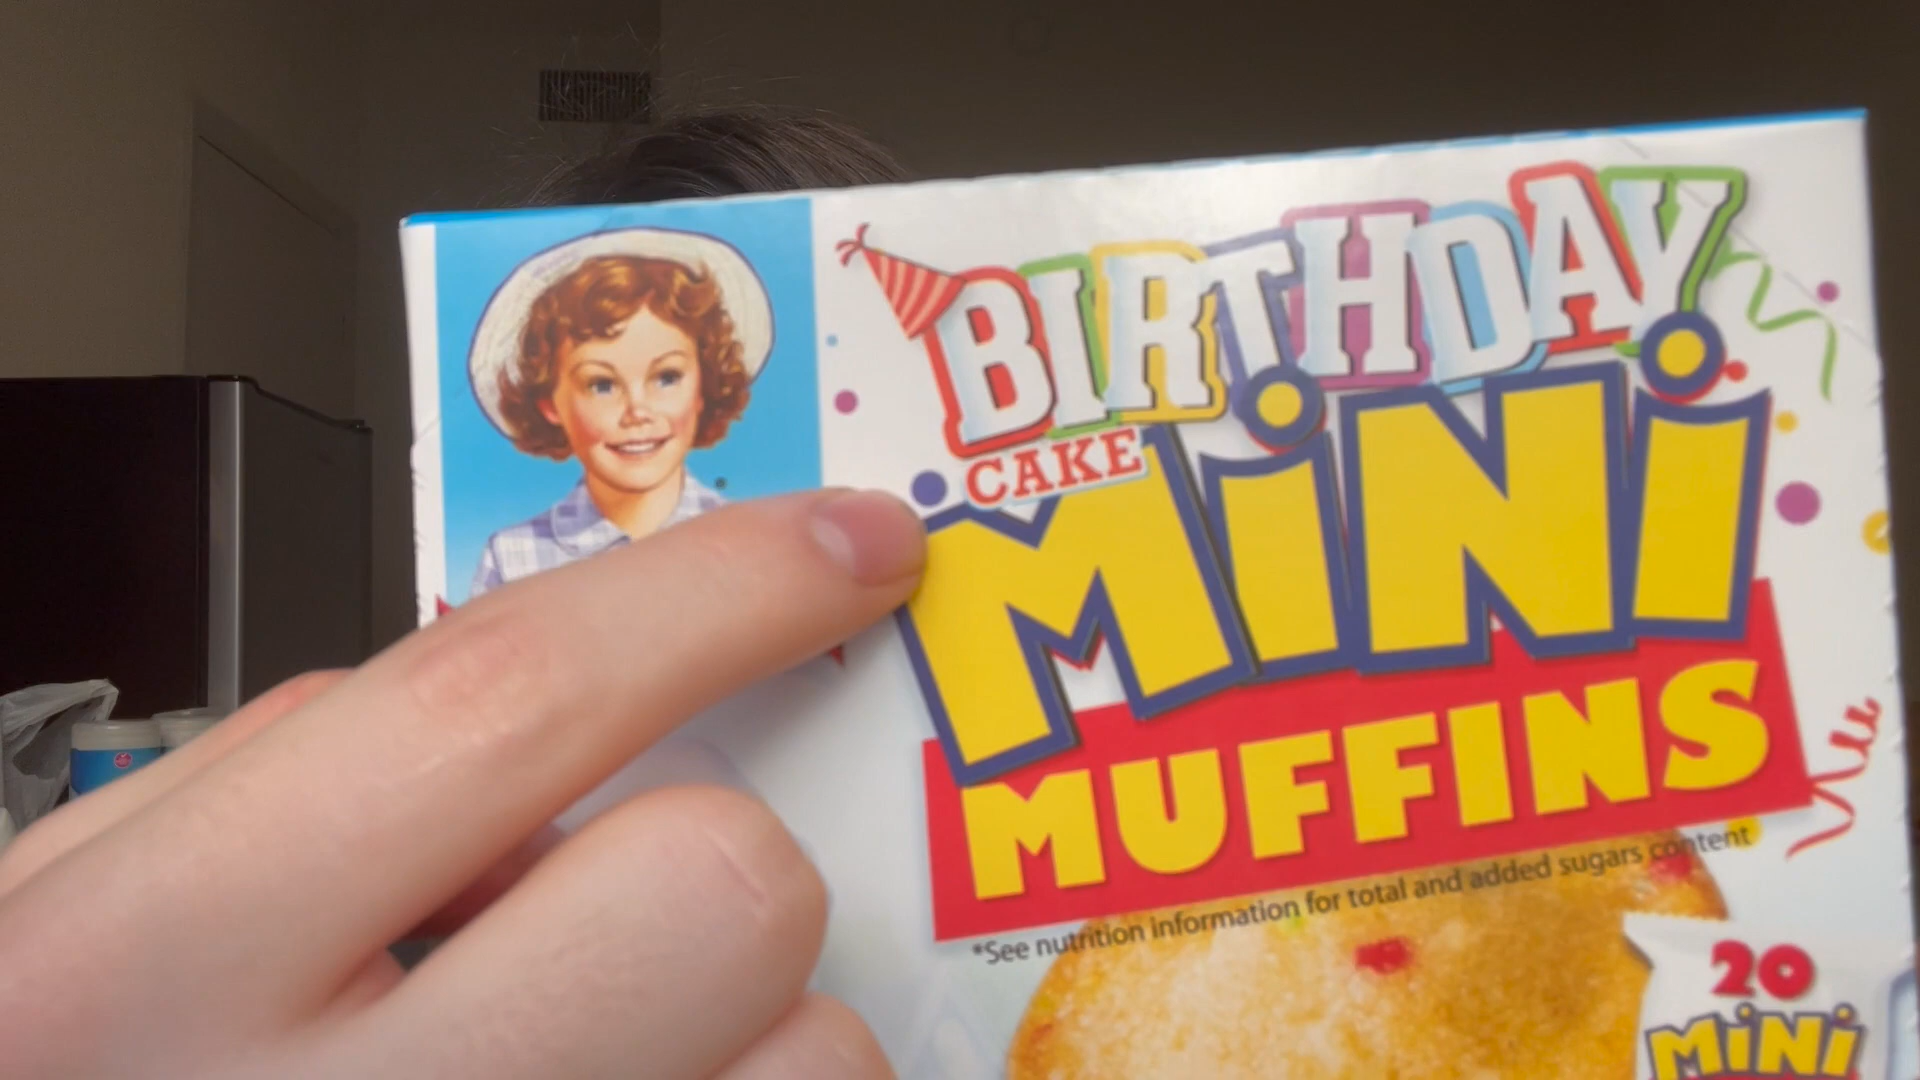 BIRTHDAY
CAKE
MiNi
MUFFINS
*See nutrition information for total and added sugars content
20
MiNi